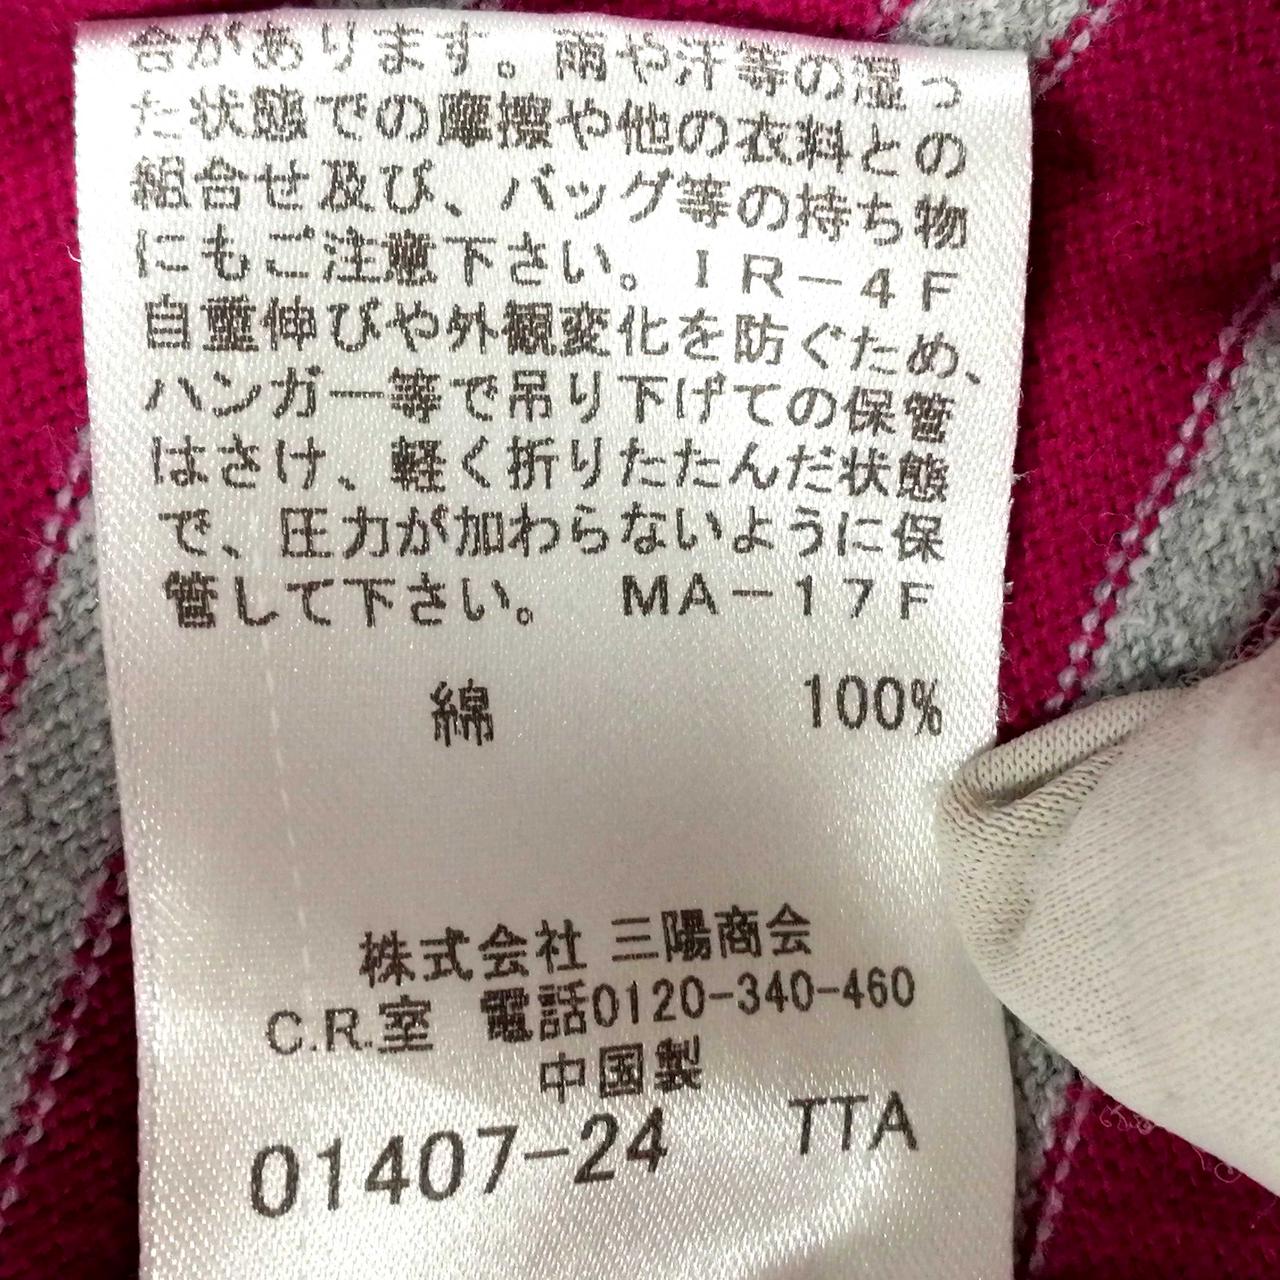 合があります。雨や汗等の湿っ
た状態での摩擦や他の衣料との
組合せ及び、バッグ等の持ち物
にもご注意下さい。IR−4F
自重伸びや外観変化を防ぐため、
ハンガー等で吊り下げての保管
はさけ、軽く折りたたんだ状態
で、圧力が加わらないように保
管して下さい。　MA−17F
綿　100%
株式会社 三陽商会
C.R.室　電話0120-340-460
中国製
01407-24　TTA